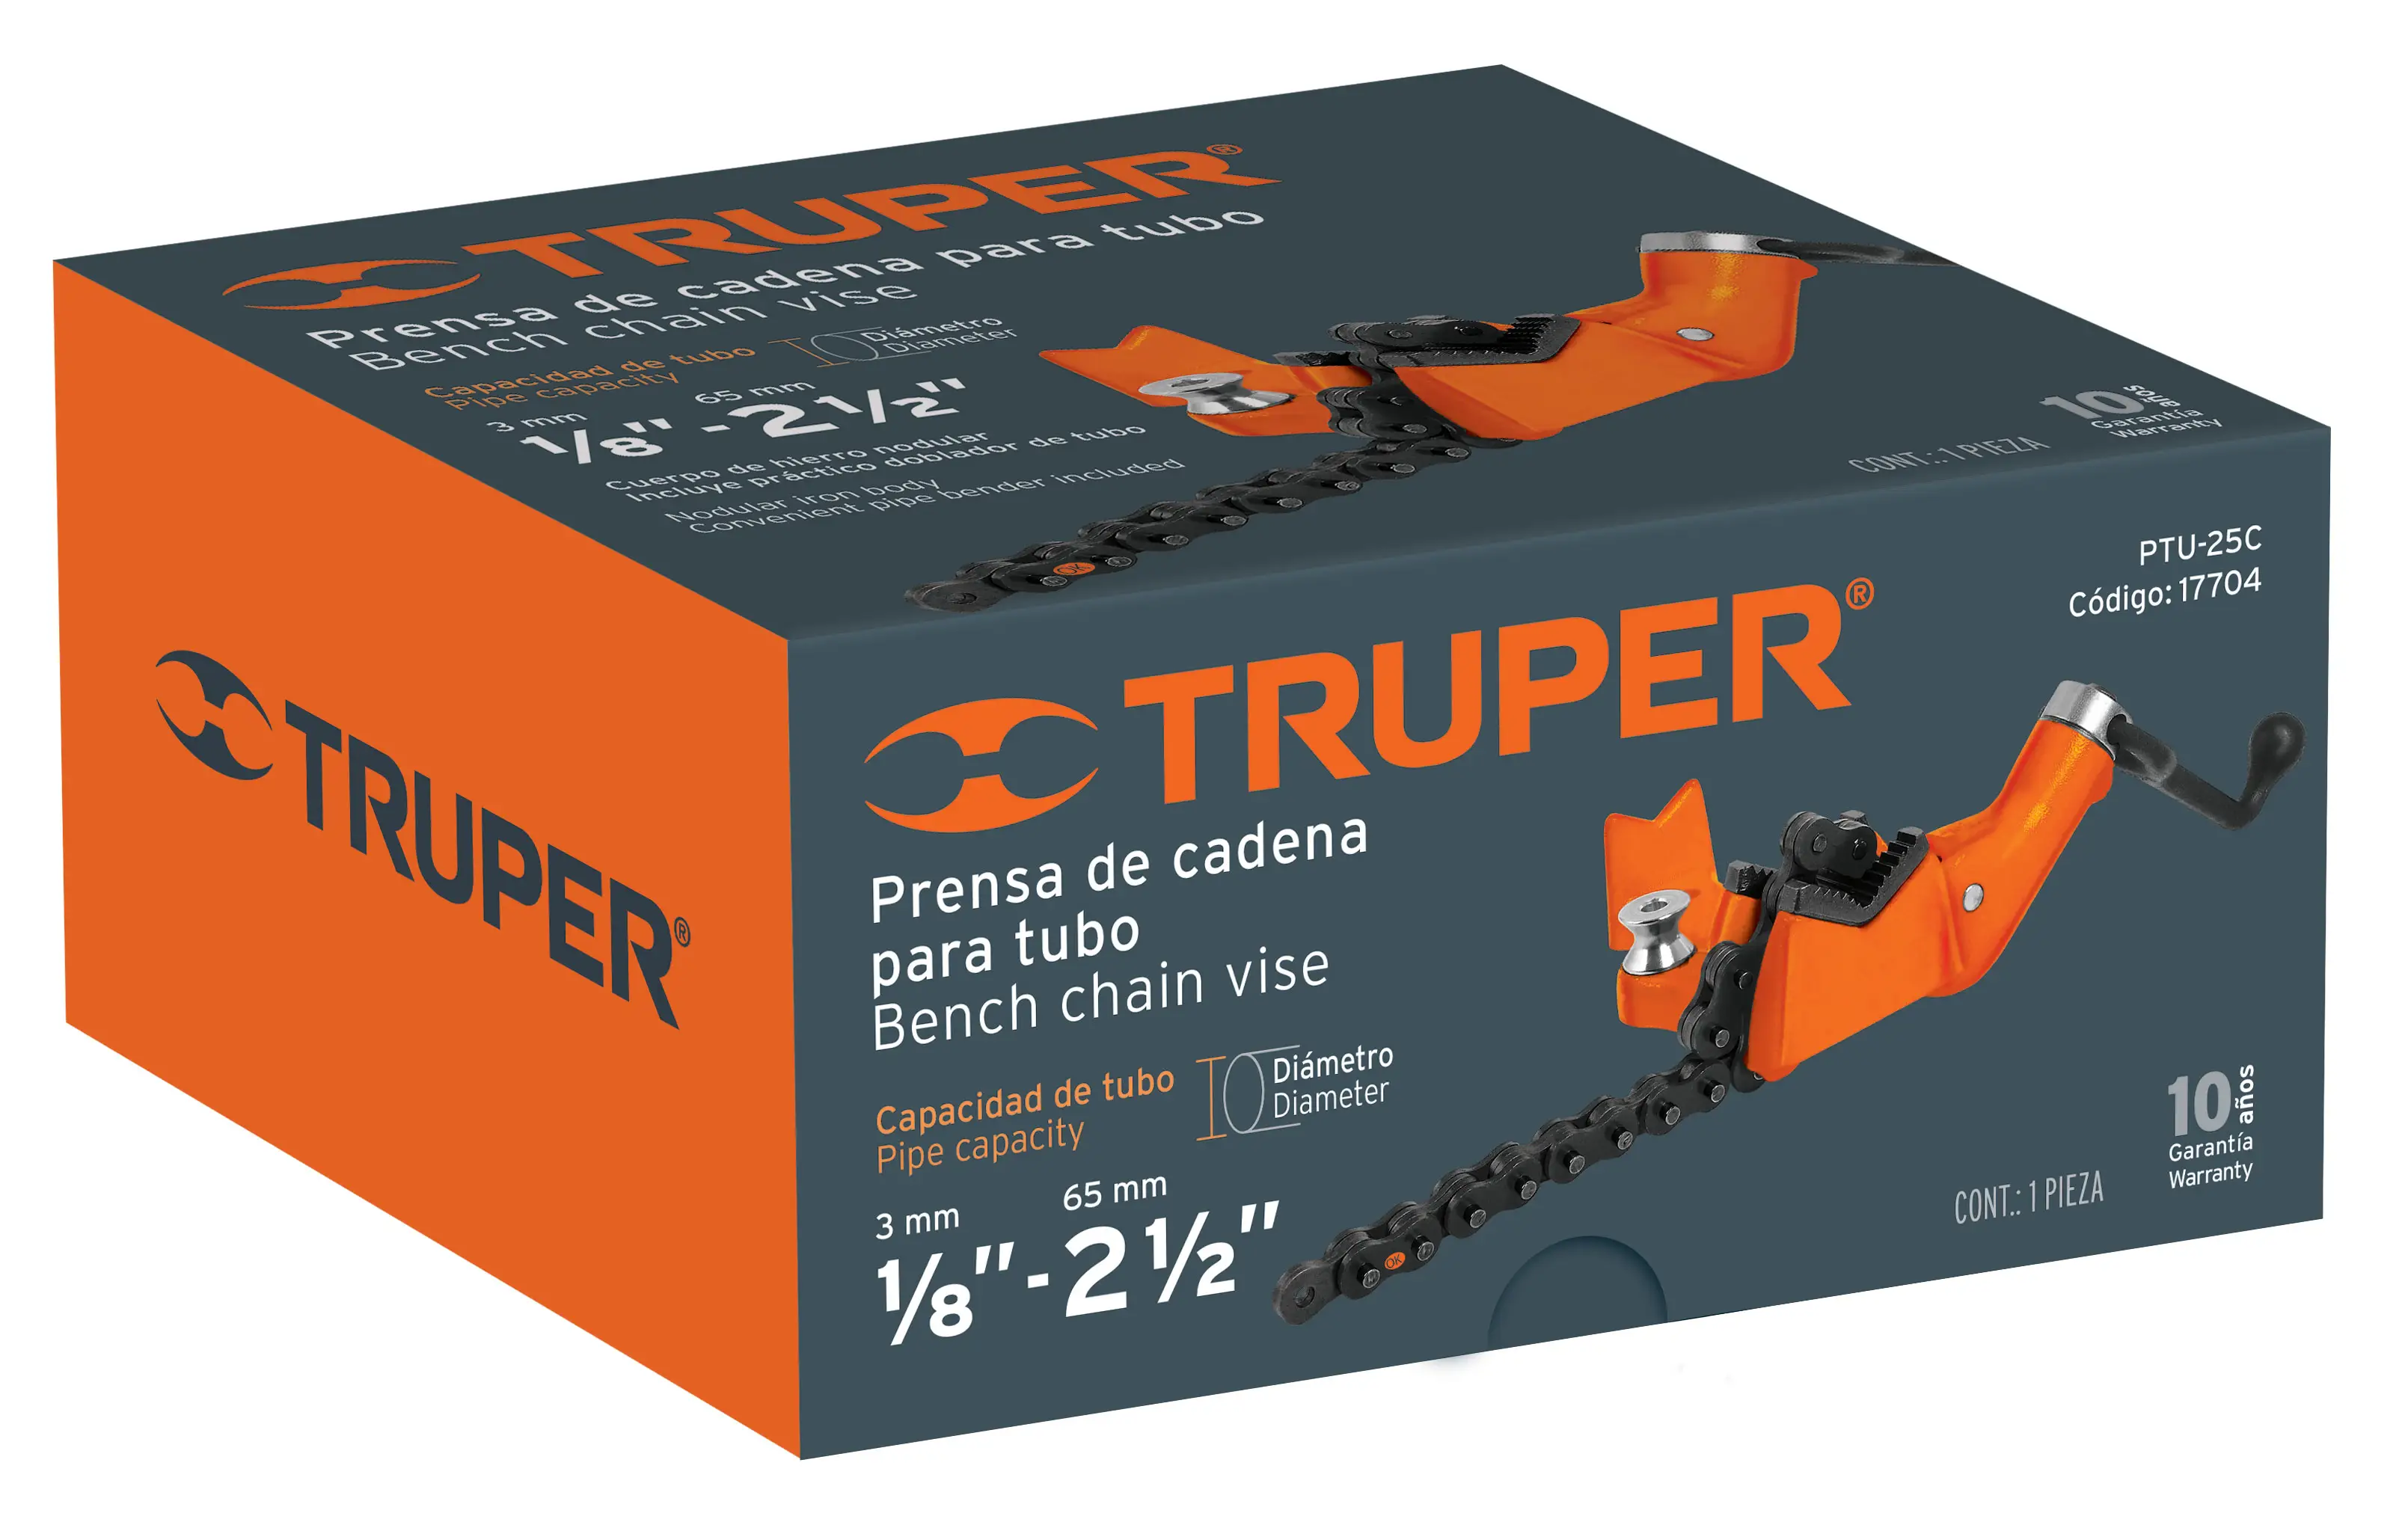 TRUPER®
Prensa de cadena para tubo
Bench chain vise
Capacidad de tubo
Pipe capacity
Diámetro
Diameter
3 mm 65 mm
1/8" - 2 1/2"
Cuerpo de hierro nodular
Incluye práctico doblador de tubo
Nodular iron body
Convenient pipe bender included
OK
10 años
Garantía
Warranty
CONT.: 1 PIEZA
TRUPER®
PTU-25C
Código: 17704
TRUPER®
Prensa de cadena
para tubo
Bench chain vise
Capacidad de tubo
Pipe capacity
Diámetro
Diameter
3 mm 65 mm
1/8" - 2 1/2"
OK
10 años
Garantía
Warranty
CONT.: 1 PIEZA